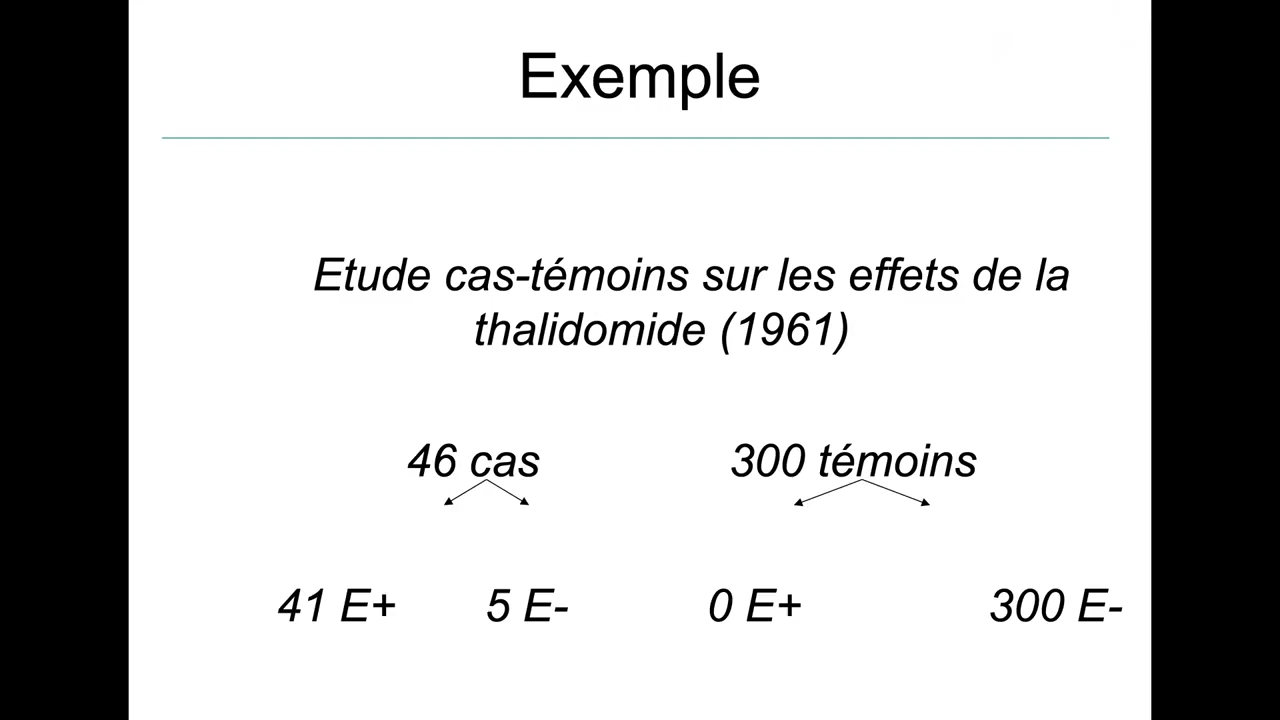 Exemple
Etude cas-témoins sur les effets de la
thalidomide (1961)
46 cas 300 témoins
41 E+ 5 E- 0 E+ 300 E-